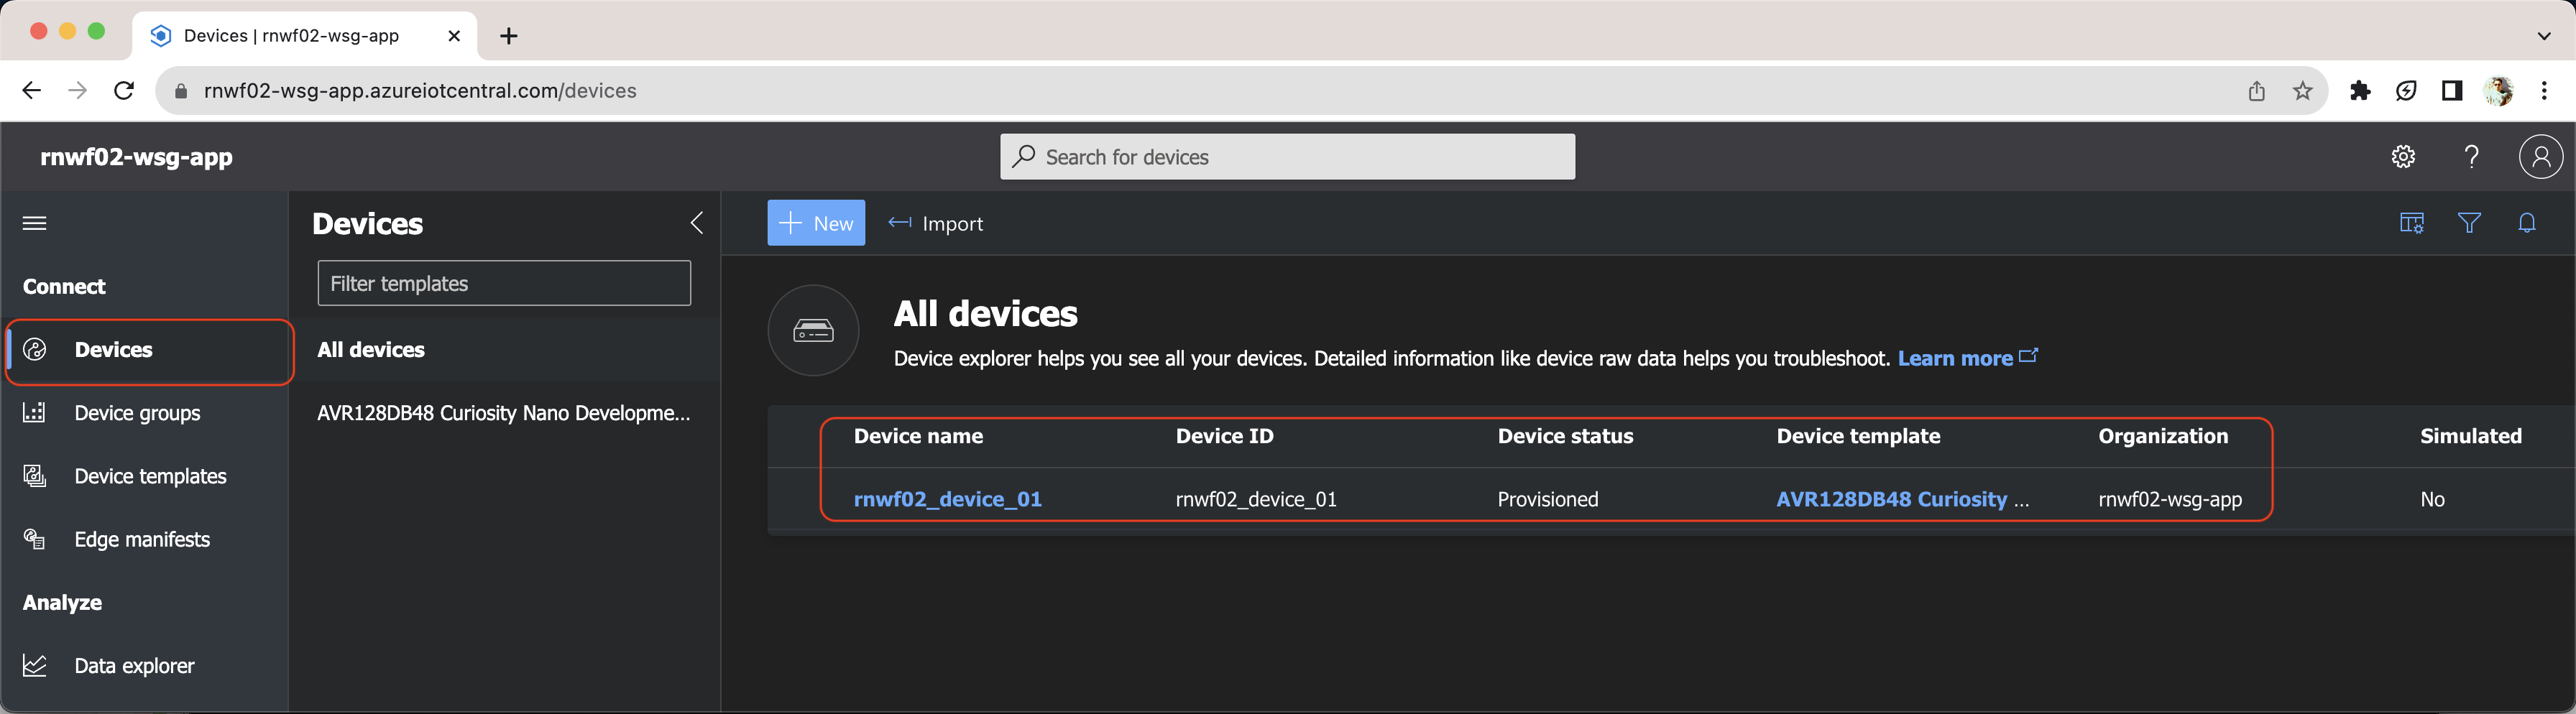 Devices | rnwf02-wsg-app
rnwf02-wsg-app.azureiotcentral.com/devices
rnwf02-wsg-app
Search for devices
Connect
Devices
Device groups
Device templates
Edge manifests
Analyze
Data explorer
Devices
Filter templates
All devices
AVR128DB48 Curiosity Nano Developme...
New
Import
All devices
Device explorer helps you see all your devices. Detailed information like device raw data helps you troubleshoot. Learn more
Device name Device ID Device status Device template Organization Simulated
rnwf02_device_01 rnwf02_device_01 Provisioned AVR128DB48 Curiosity ... rnwf02-wsg-app No